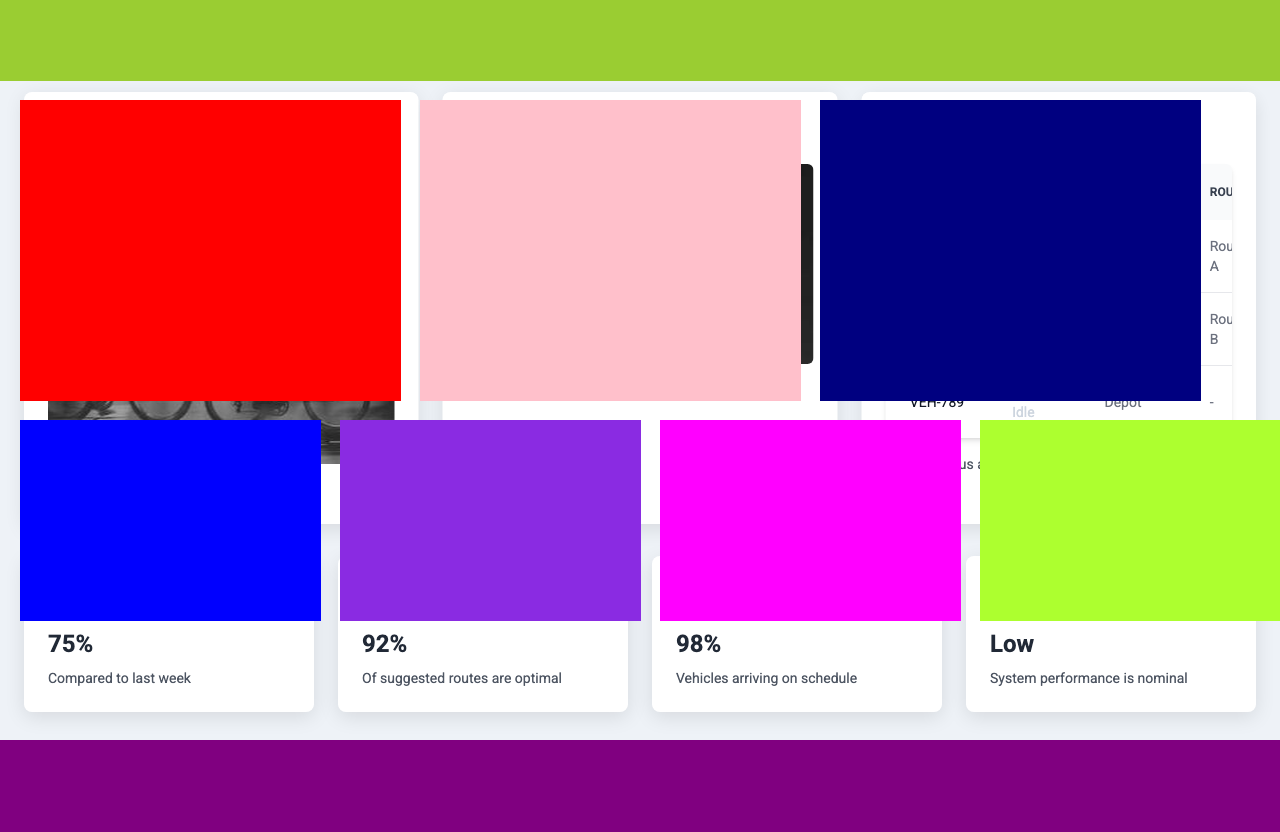 ROU
Rou
A
Rou
B
VEH-789
Idle
Depot
-
us a
75%
Compared to last week
92%
Of suggested routes are optimal
98%
Vehicles arriving on schedule
Low
System performance is nominal